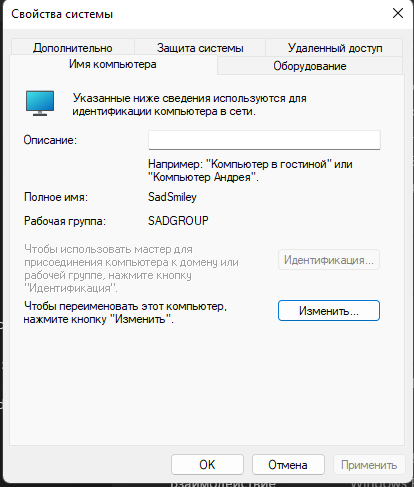 Свойства системы
Дополнительно Защита системы Удаленный доступ
Имя компьютера Оборудование
Указанные ниже сведения используются для
идентификации компьютера в сети.
Описание:
Например: "Компьютер в гостиной" или
"Компьютер Андрея".
Полное имя: SadSmiley
Рабочая группа: SADGROUP
Чтобы использовать мастер для
присоединения компьютера к домену или
рабочей группе, нажмите кнопку
"Идентификация".
Идентификация...
Чтобы переименовать этот компьютер,
нажмите кнопку "Изменить".
Изменить...
OK Отмена Применить
взаимодействие